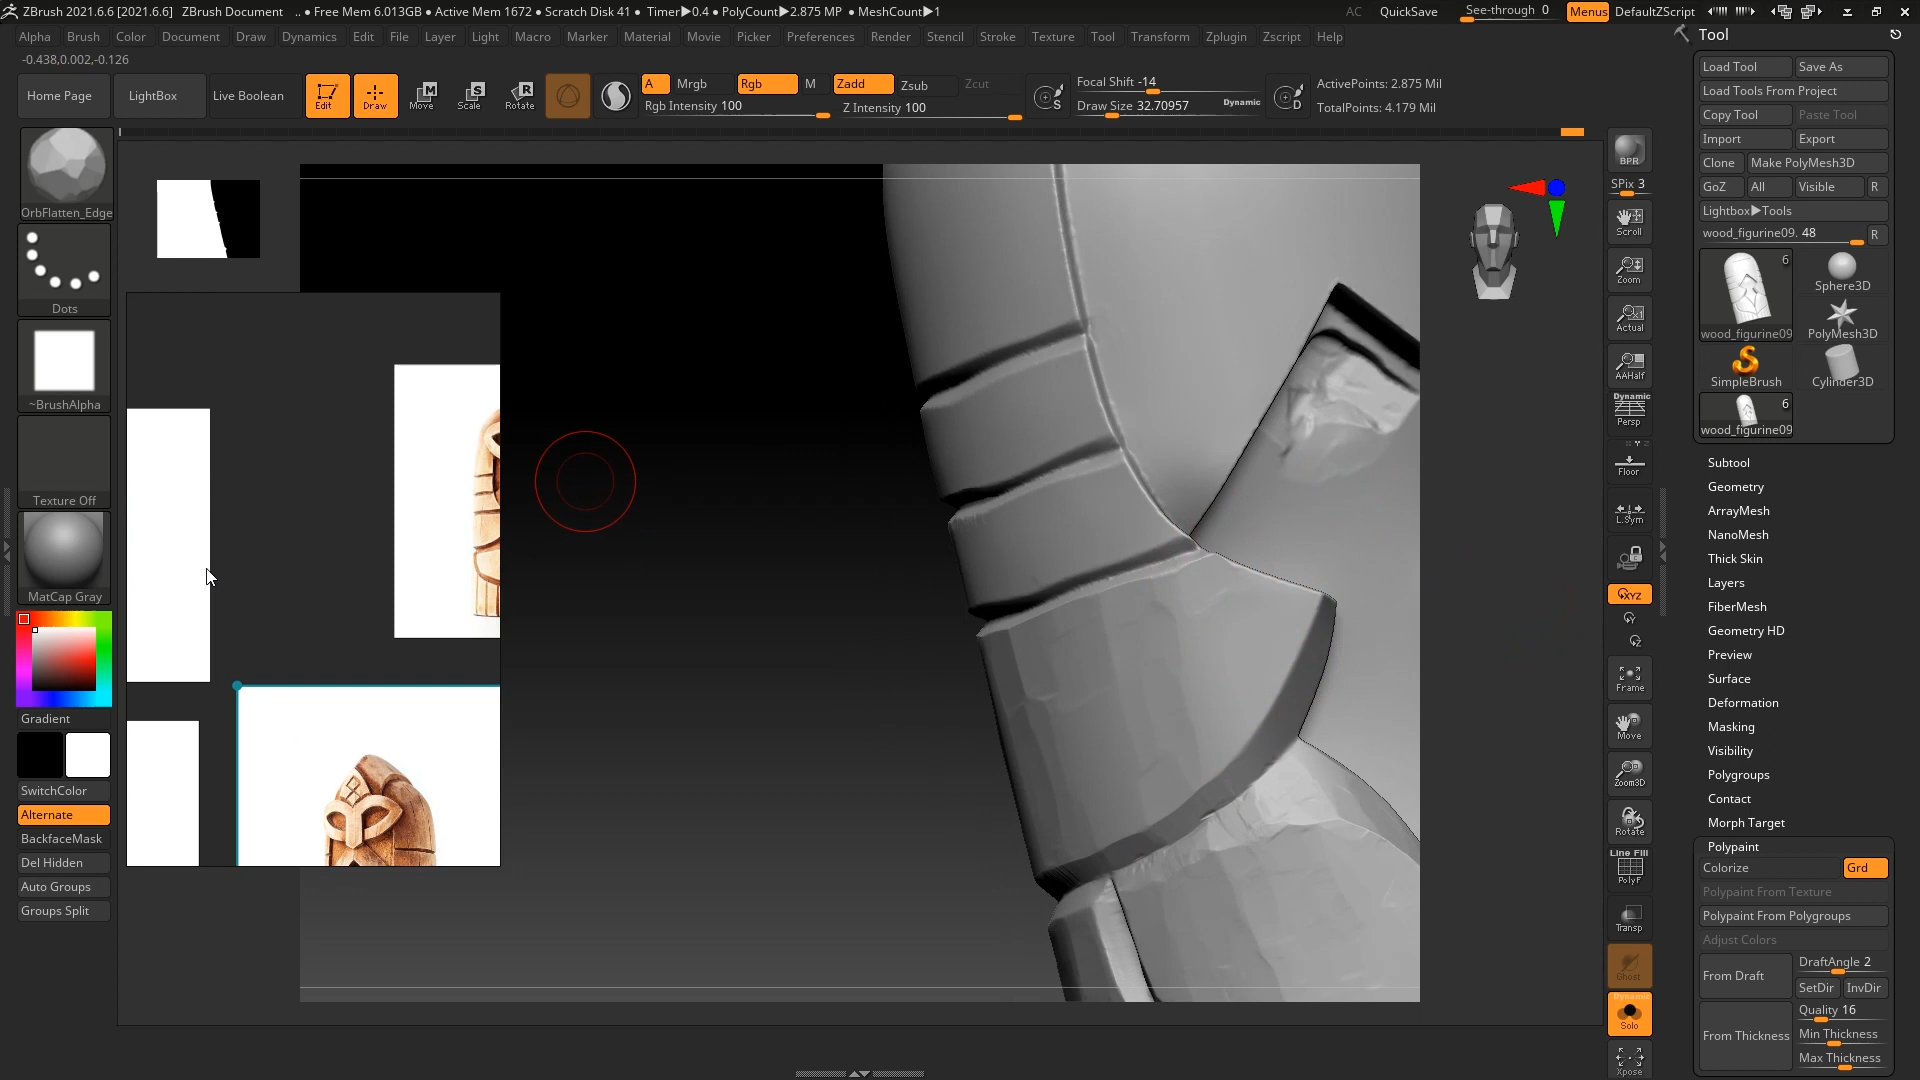 ZBrush 2021.6.6 [2021.6.6] ZBrush Document .. ● Free Mem 6.013GB ● Active Mem 1672 ● Scratch Disk 41 ● Timer▶0.4 ● PolyCount▶2.875 MP ● MeshCount▶1 AC QuickSave See-through 0 Menus DefaultZScript
Alpha Brush Color Document Draw Dynamics Edit File Layer Light Macro Marker Material Movie Picker Preferences Render Stencil Stroke Texture Tool Transform Zplugin Zscript Help
-0.438,0.002,-0.126
Home Page LightBox Live Boolean Edit Draw Move Scale Rotate
A Mrgb Rgb M Zadd Zsub Zcut
Rgb Intensity 100 Z Intensity 100
Focal Shift -14
Draw Size 32.70957 Dynamic
ActivePoints: 2.875 Mil
TotalPoints: 4.179 Mil
OrbFlatten_Edge
Dots
~BrushAlpha
Texture Off
MatCap Gray
Gradient
SwitchColor
Alternate
BackfaceMask
Del Hidden
Auto Groups
Groups Split
BPR
SPix 3
Scroll
Zoom
Actual
AAHalf
Dynamic
Persp
Floor
L.Sym
XYZ
Y
Z
Frame
Move
Zoom3D
Rotate
Line Fill
PolyF
Transp
Ghost
Dynamic
Solo
Xpose
Tool
Load Tool Save As
Load Tools From Project
Copy Tool Paste Tool
Import Export
Clone Make PolyMesh3D
GoZ All Visible R
Lightbox▶Tools
wood_figurine09. 48 R
6
wood_figurine09
Sphere3D
PolyMesh3D
SimpleBrush
Cylinder3D
6
wood_figurine09
Subtool
Geometry
ArrayMesh
NanoMesh
Thick Skin
Layers
FiberMesh
Geometry HD
Preview
Surface
Deformation
Masking
Visibility
Polygroups
Contact
Morph Target
Polypaint
Colorize Grd
Polypaint From Texture
Polypaint From Polygroups
Adjust Colors
From Draft DraftAngle 2
SetDir InvDir
From Thickness Quality 16
Min Thickness
Max Thickness